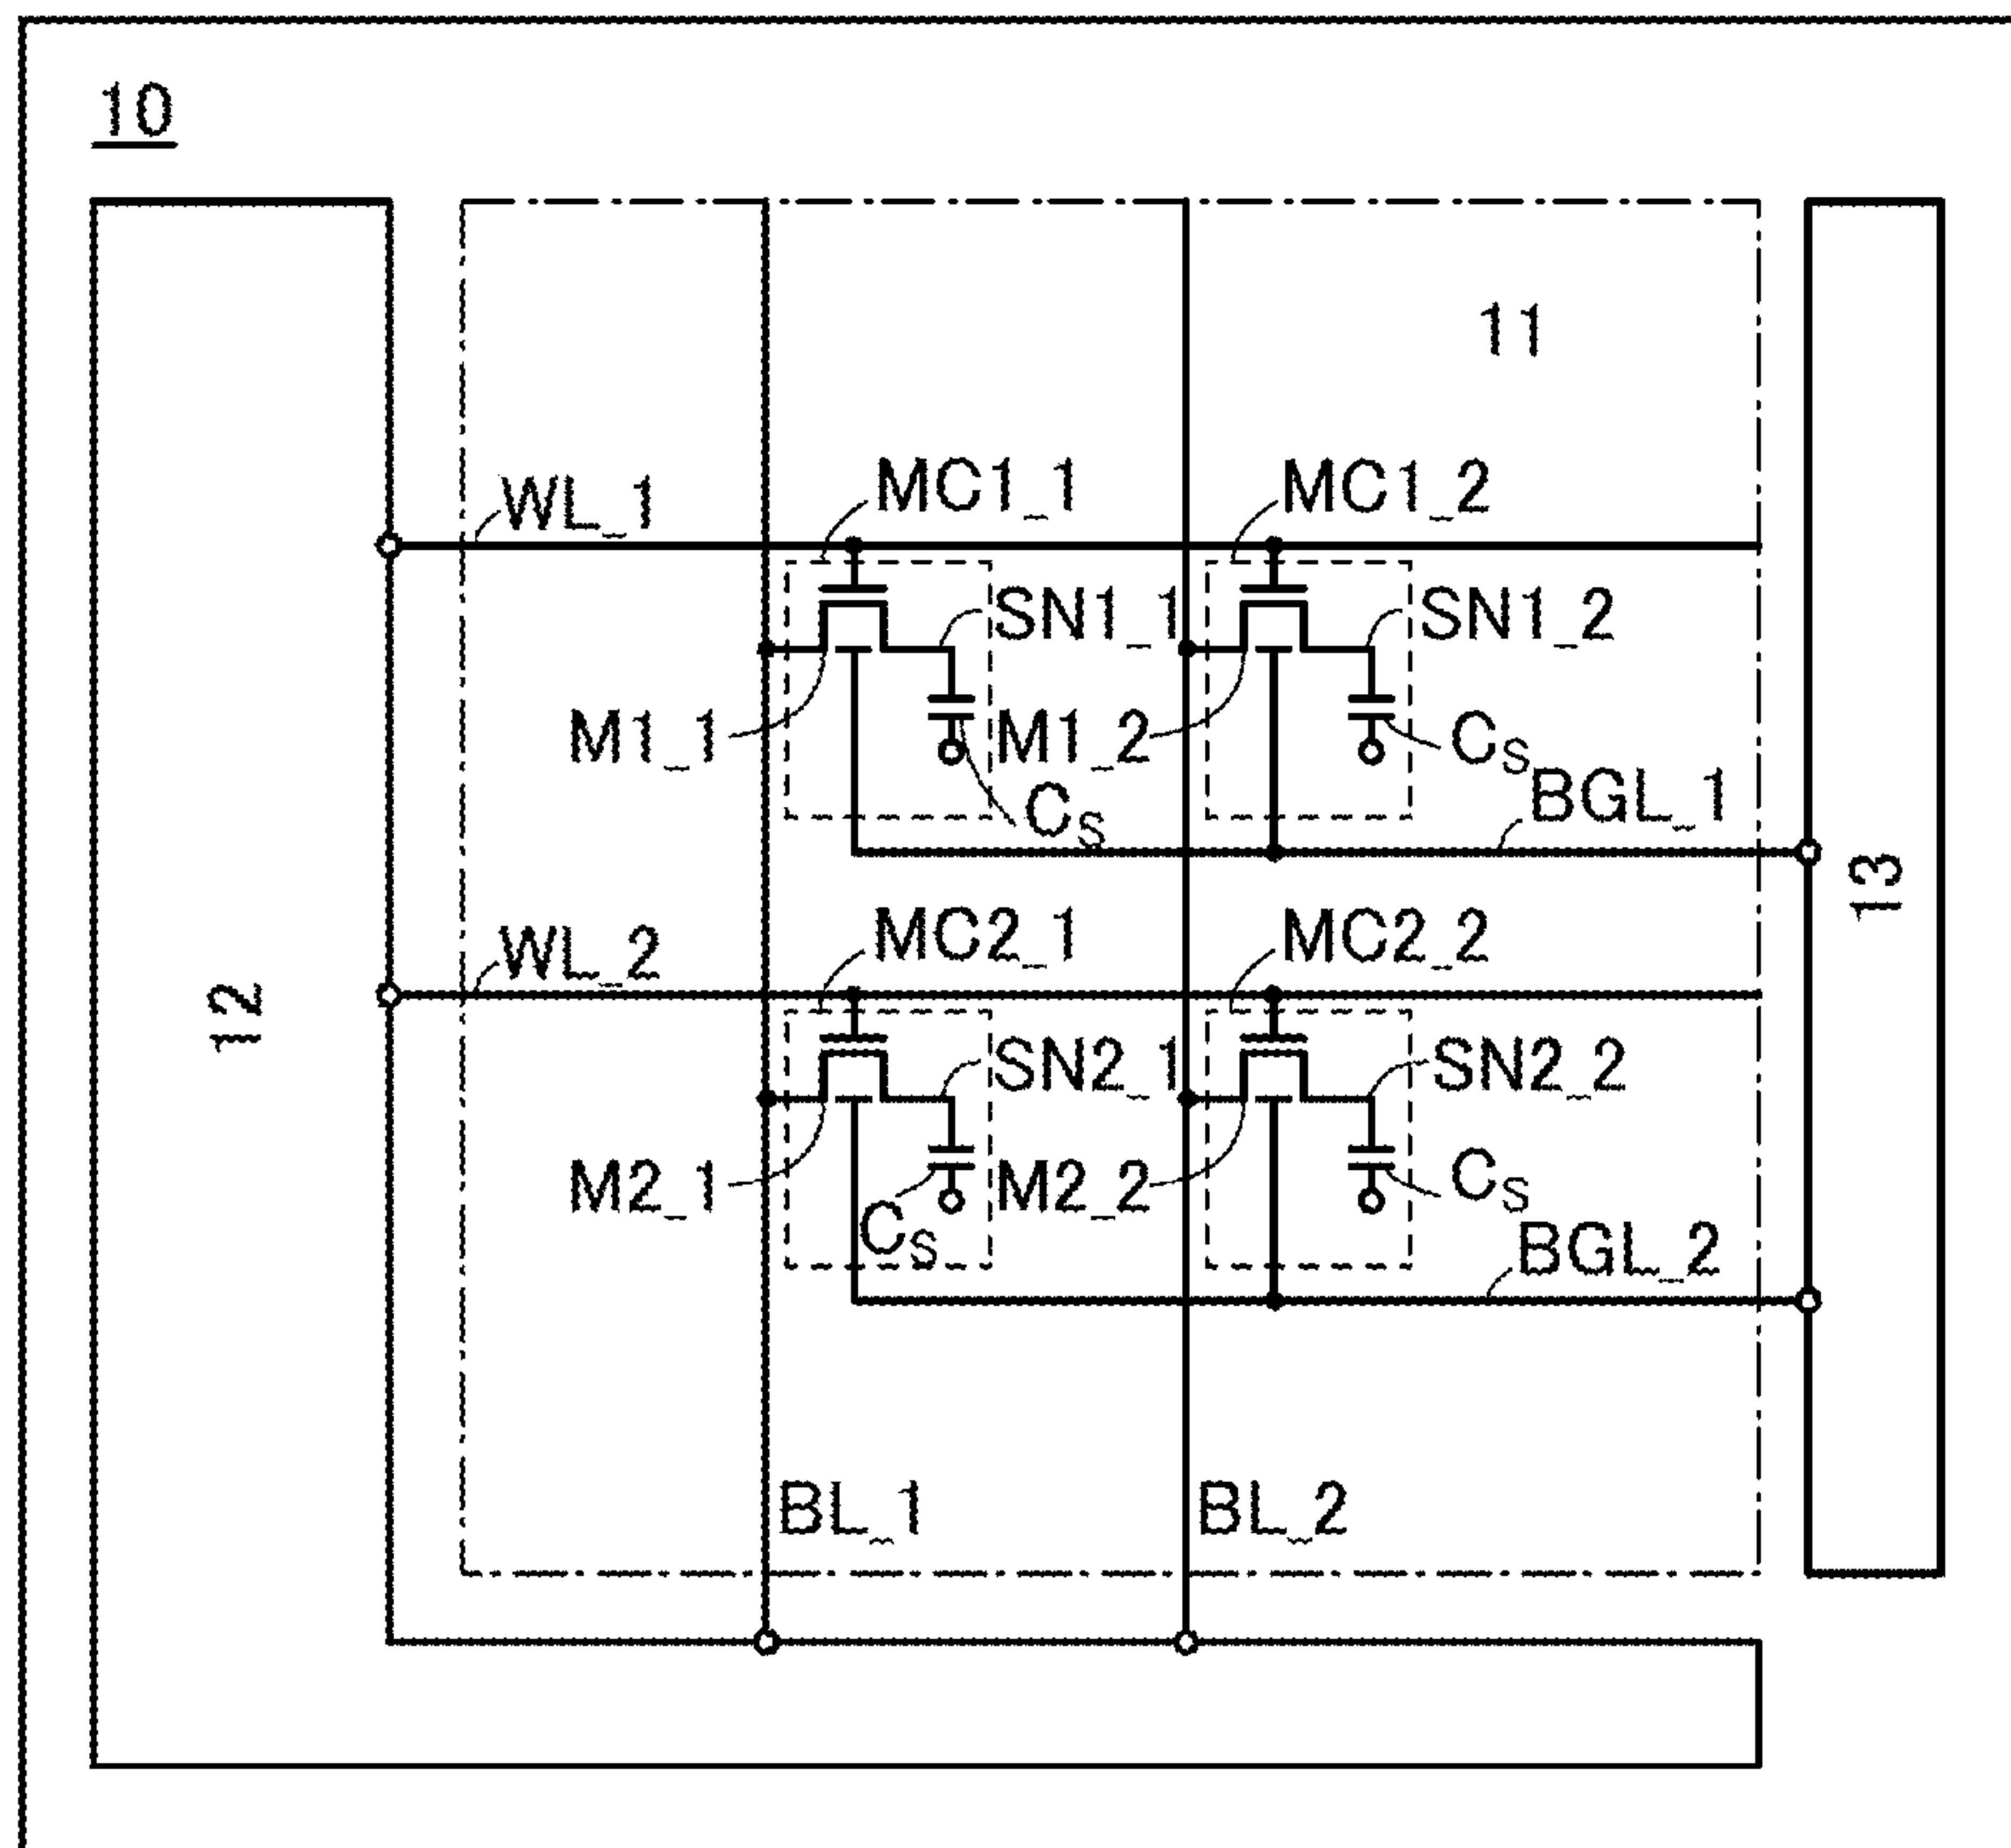 10
11
WL_1
MC1_1
MC1_2
SN1_1
SN1_2
M1_1
M1_2
CS
CS
BGL_1
13
WL_2
MC2_1
MC2_2
12
SN2_1
SN2_2
M2_1
CS
M2_2
CS
BGL_2
BL_1
BL_2